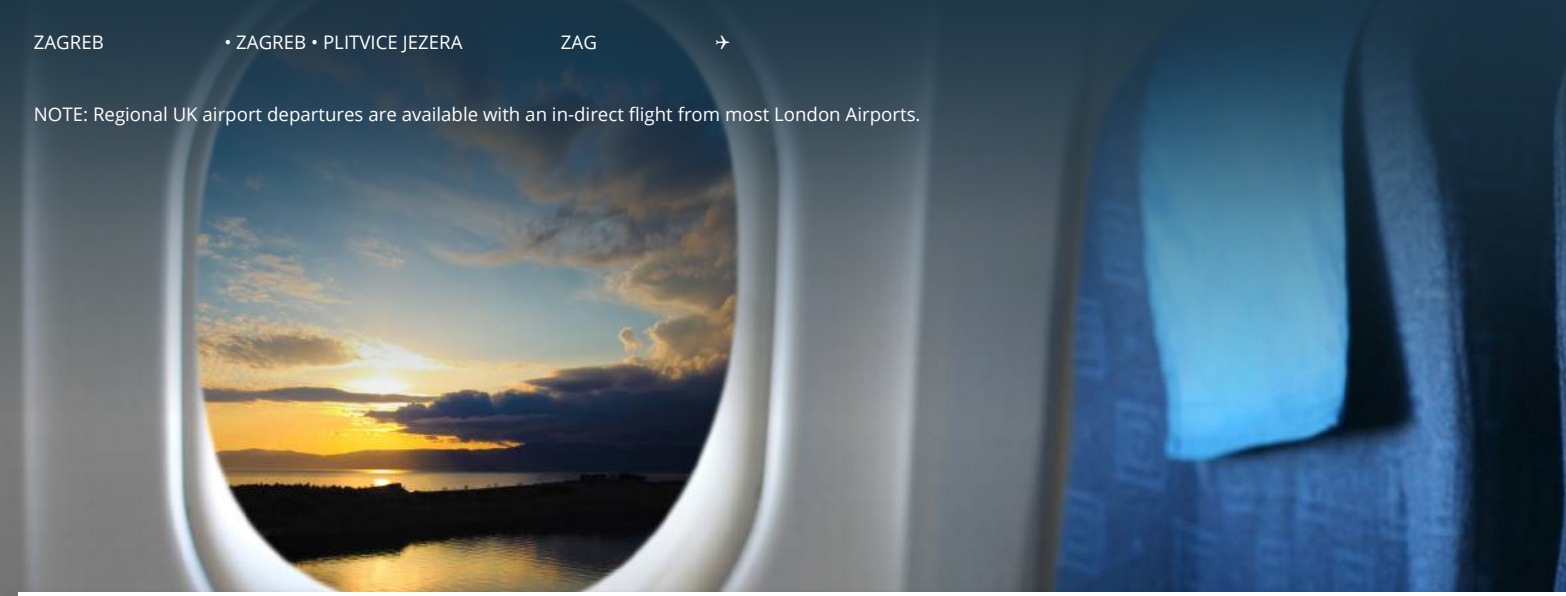 ZAGREB • ZAGREB • PLITVICE JEZERA ZAG ✈
NOTE: Regional UK airport departures are available with an in-direct flight from most London Airports.